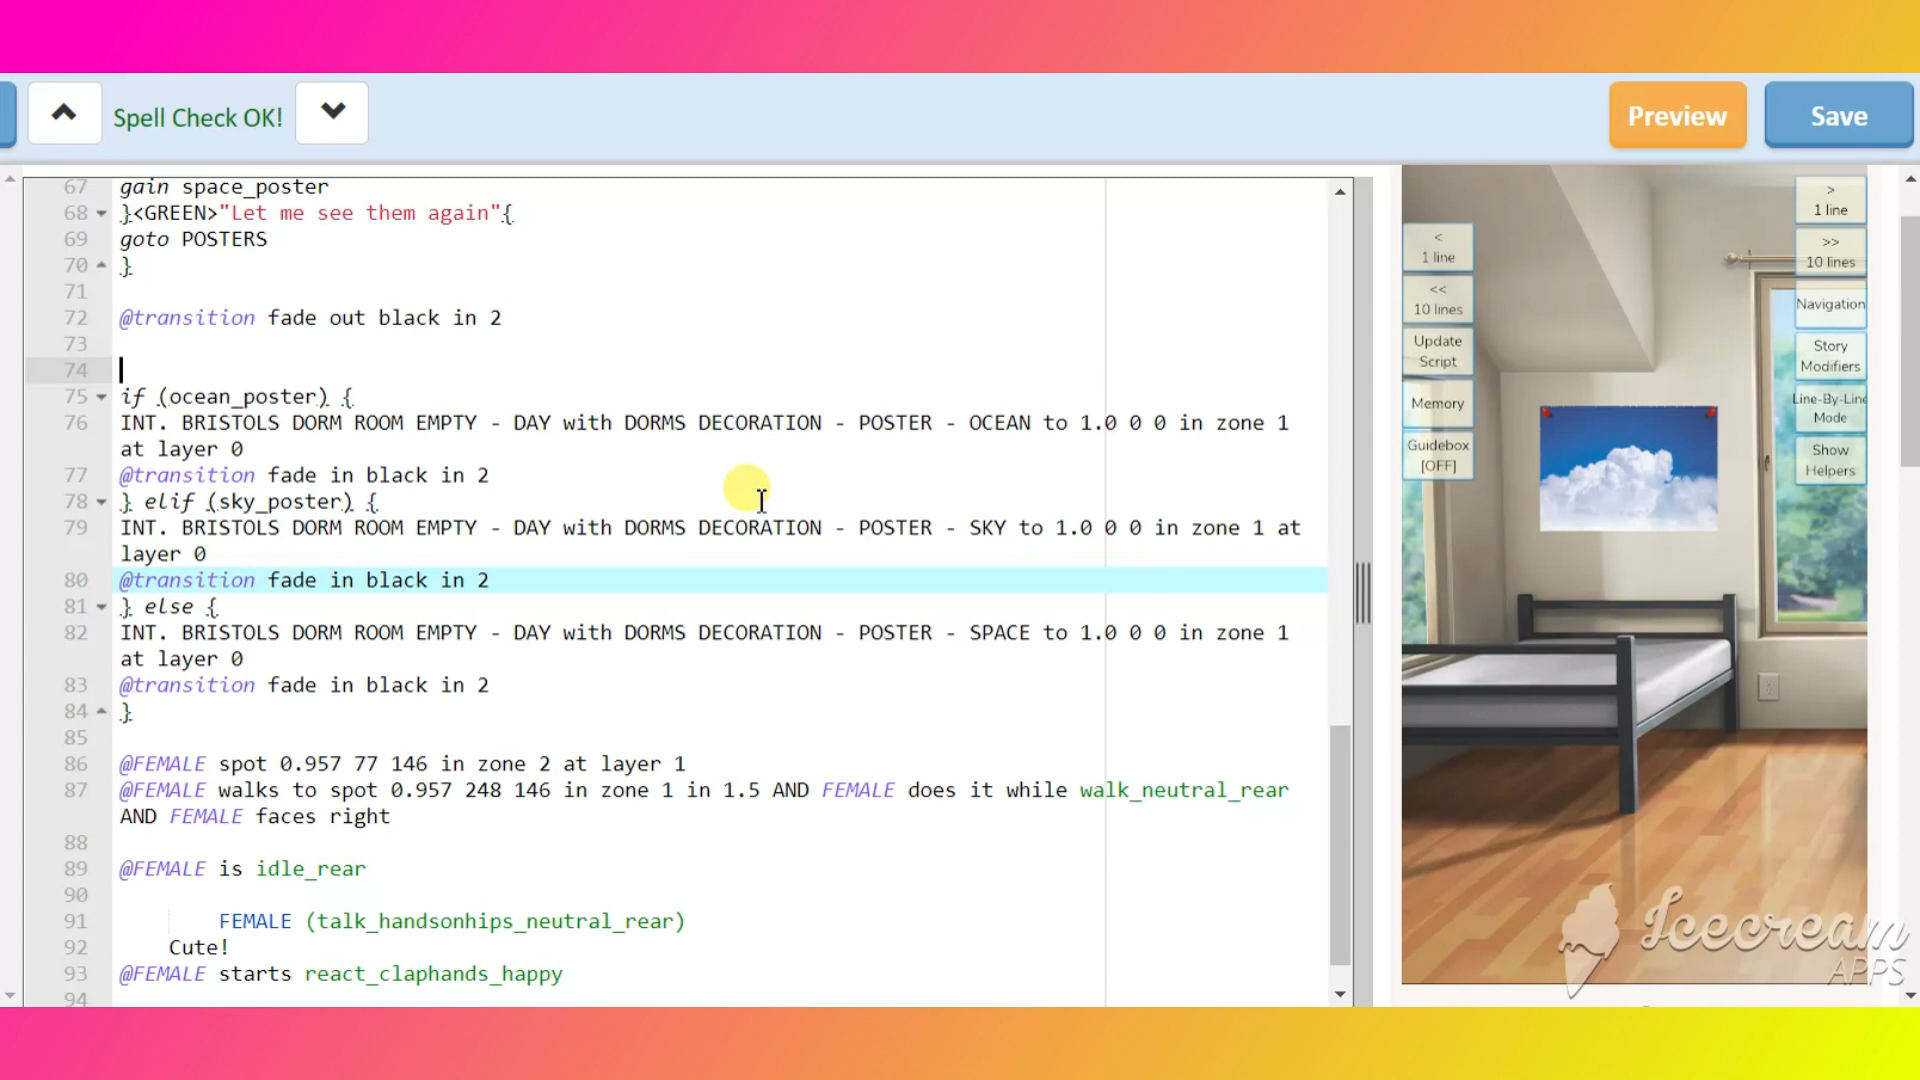 Spell Check OK!
Preview
Save
67 gain space_poster
68 }<GREEN>"Let me see them again"{
69 goto POSTERS
70 }
71
72 @transition fade out black in 2
73
74
75 if (ocean_poster) {
76 INT. BRISTOLS DORM ROOM EMPTY - DAY with DORMS DECORATION - POSTER - OCEAN to 1.0 0 0 in zone 1
at layer 0
77 @transition fade in black in 2
78 } elif (sky_poster) {
79 INT. BRISTOLS DORM ROOM EMPTY - DAY with DORMS DECORATION - POSTER - SKY to 1.0 0 0 in zone 1 at
layer 0
80 @transition fade in black in 2
81 } else {
82 INT. BRISTOLS DORM ROOM EMPTY - DAY with DORMS DECORATION - POSTER - SPACE to 1.0 0 0 in zone 1
at layer 0
83 @transition fade in black in 2
84 }
85
86 @FEMALE spot 0.957 77 146 in zone 2 at layer 1
87 @FEMALE walks to spot 0.957 248 146 in zone 1 in 1.5 AND FEMALE does it while walk_neutral_rear
AND FEMALE faces right
88
89 @FEMALE is idle_rear
90
91 FEMALE (talk_handsonhips_neutral_rear)
92 Cute!
93 @FEMALE starts react_claphands_happy
94
<
1 line
<<
10 lines
Update
Script
Memory
Guidebox
[OFF]
>
1 line
>>
10 lines
Navigation
Story
Modifiers
Line-By-Line
Mode
Show
Helpers
Icecream
APPS